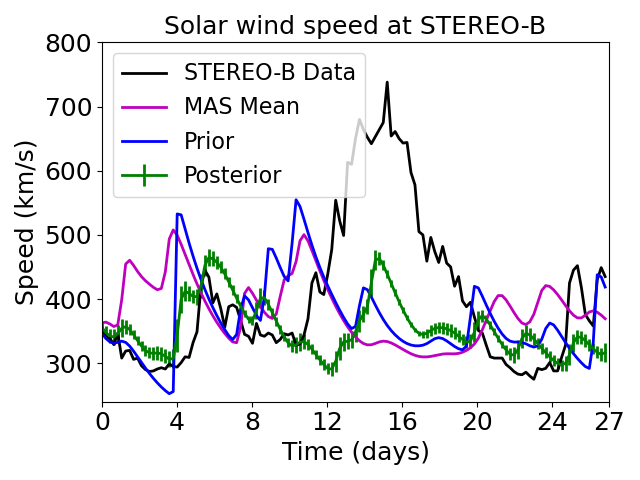 Solar wind speed at STEREO-B
800
700
600
500
400
300
Speed (km/s)
STEREO-B Data
MAS Mean
Prior
Posterior
0 4 8 12 16 20 24 27
Time (days)